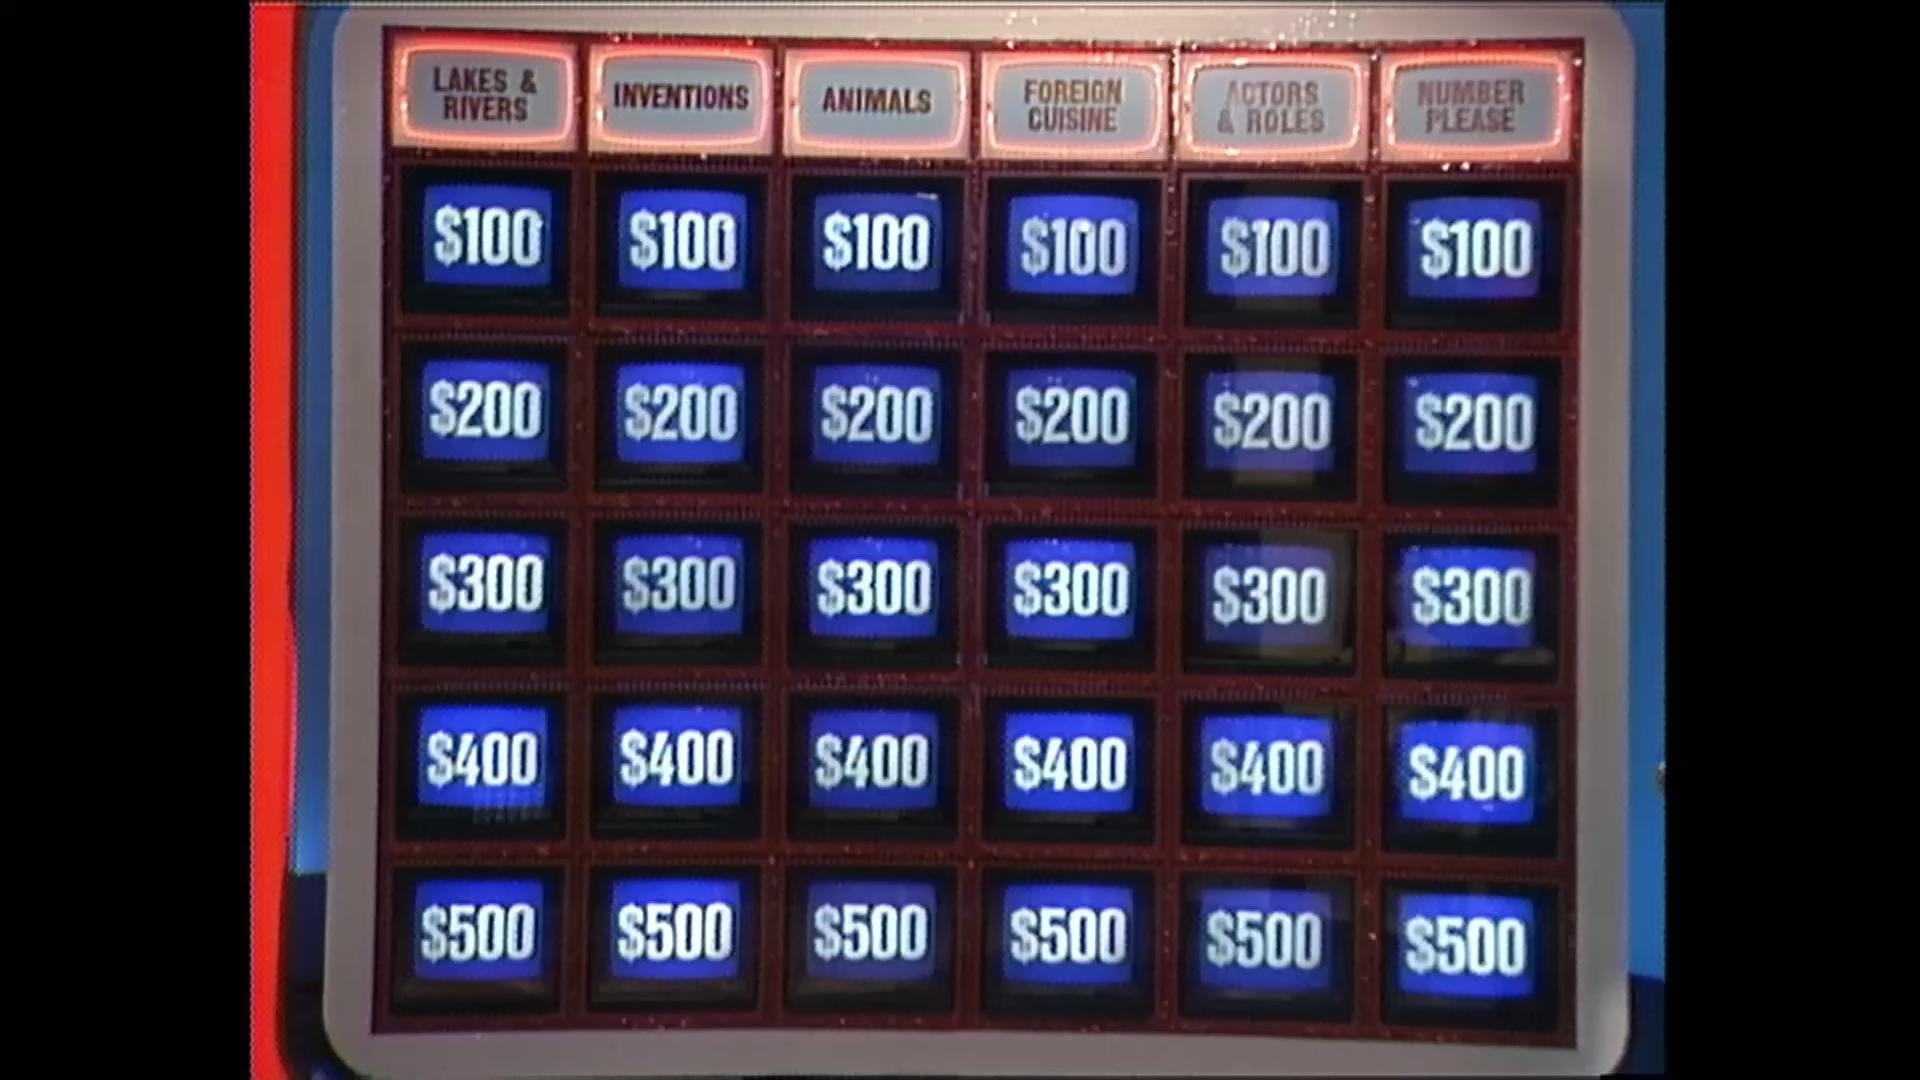 LAKES &
RIVERS
INVENTIONS
ANIMALS
FOREIGN
CUISINE
ACTORS
& ROLES
NUMBER
PLEASE
$100 $100 $100 $100 $100 $100
$200 $200 $200 $200 $200 $200
$300 $300 $300 $300 $300 $300
$400 $400 $400 $400 $400 $400
$500 $500 $500 $500 $500 $500